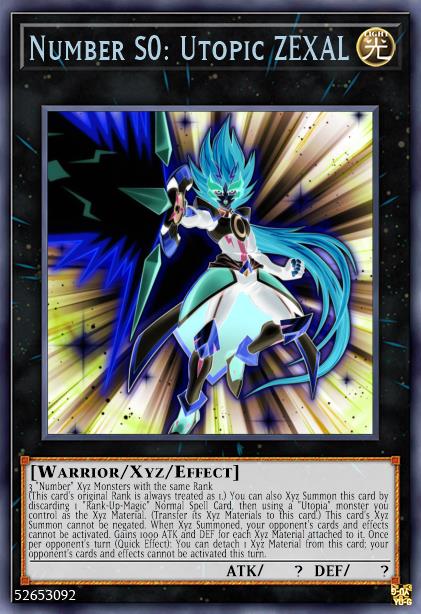 Number S0: Utopic ZEXAL
LIGHT
光
[Warrior/Xyz/Effect]
3 "Number" Xyz Monsters with the same Rank
(This card's original Rank is always treated as 1.) You can also Xyz Summon this card by
discarding 1 "Rank-Up-Magic" Normal Spell Card, then using a "Utopia" monster you
control as the Xyz Material. (Transfer its Xyz Materials to this card.) This card's Xyz
Summon cannot be negated. When Xyz Summoned, your opponent's cards and effects
cannot be activated. Gains 1000 ATK and DEF for each Xyz Material attached to it. Once
per opponent's turn (Quick Effect): You can detach 1 Xyz Material from this card; your
opponent's cards and effects cannot be activated this turn.
ATK/ ? DEF/ ?
52653092